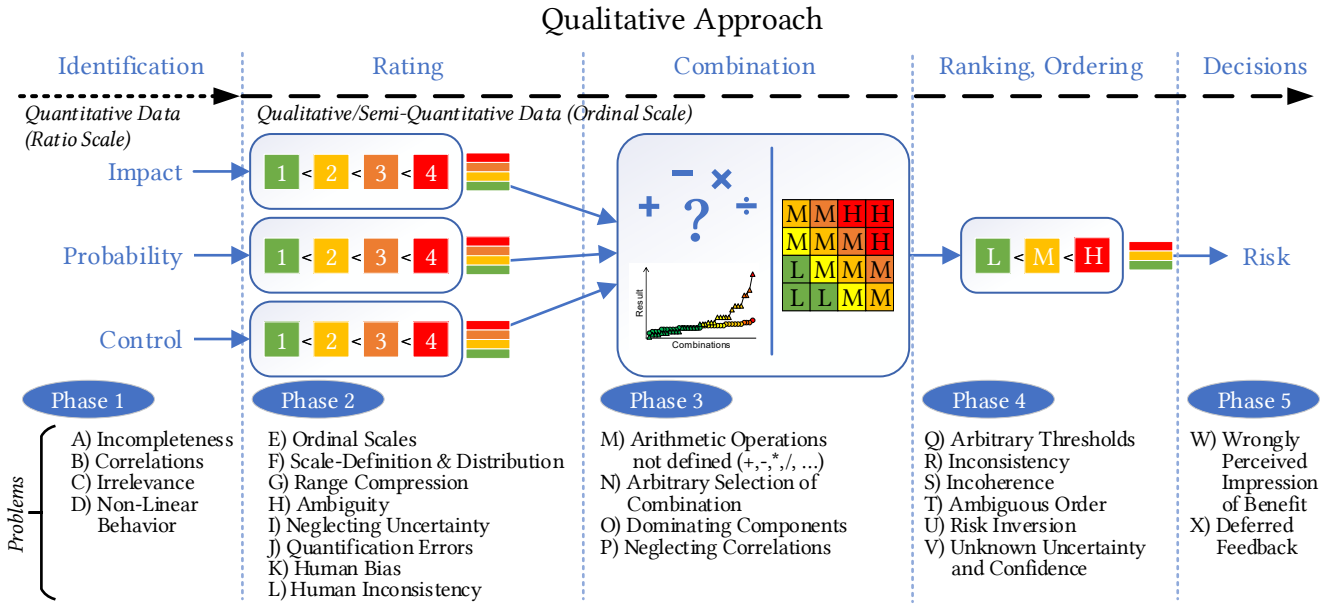 Qualitative Approach
Identification
Rating
Combination
Ranking, Ordering
Decisions
Quantitative Data
(Ratio Scale)
Qualitative/Semi-Quantitative Data (Ordinal Scale)
Impact
1 < 2 < 3 < 4
Probability
1 < 2 < 3 < 4
Control
1 < 2 < 3 < 4
+ − × ÷
?
Result
Combinations
M M H H
M M M H
L M M M
L L M M
L < M < H
Risk
Phase 1
Phase 2
Phase 3
Phase 4
Phase 5
Problems
A) Incompleteness
B) Correlations
C) Irrelevance
D) Non-Linear
Behavior
E) Ordinal Scales
F) Scale-Definition & Distribution
G) Range Compression
H) Ambiguity
I) Neglecting Uncertainty
J) Quantification Errors
K) Human Bias
L) Human Inconsistency
M) Arithmetic Operations
not defined (+,-,*,/, ...)
N) Arbitrary Selection of
Combination
O) Dominating Components
P) Neglecting Correlations
Q) Arbitrary Thresholds
R) Inconsistency
S) Incoherence
T) Ambiguous Order
U) Risk Inversion
V) Unknown Uncertainty
and Confidence
W) Wrongly
Perceived
Impression
of Benefit
X) Deferred
Feedback